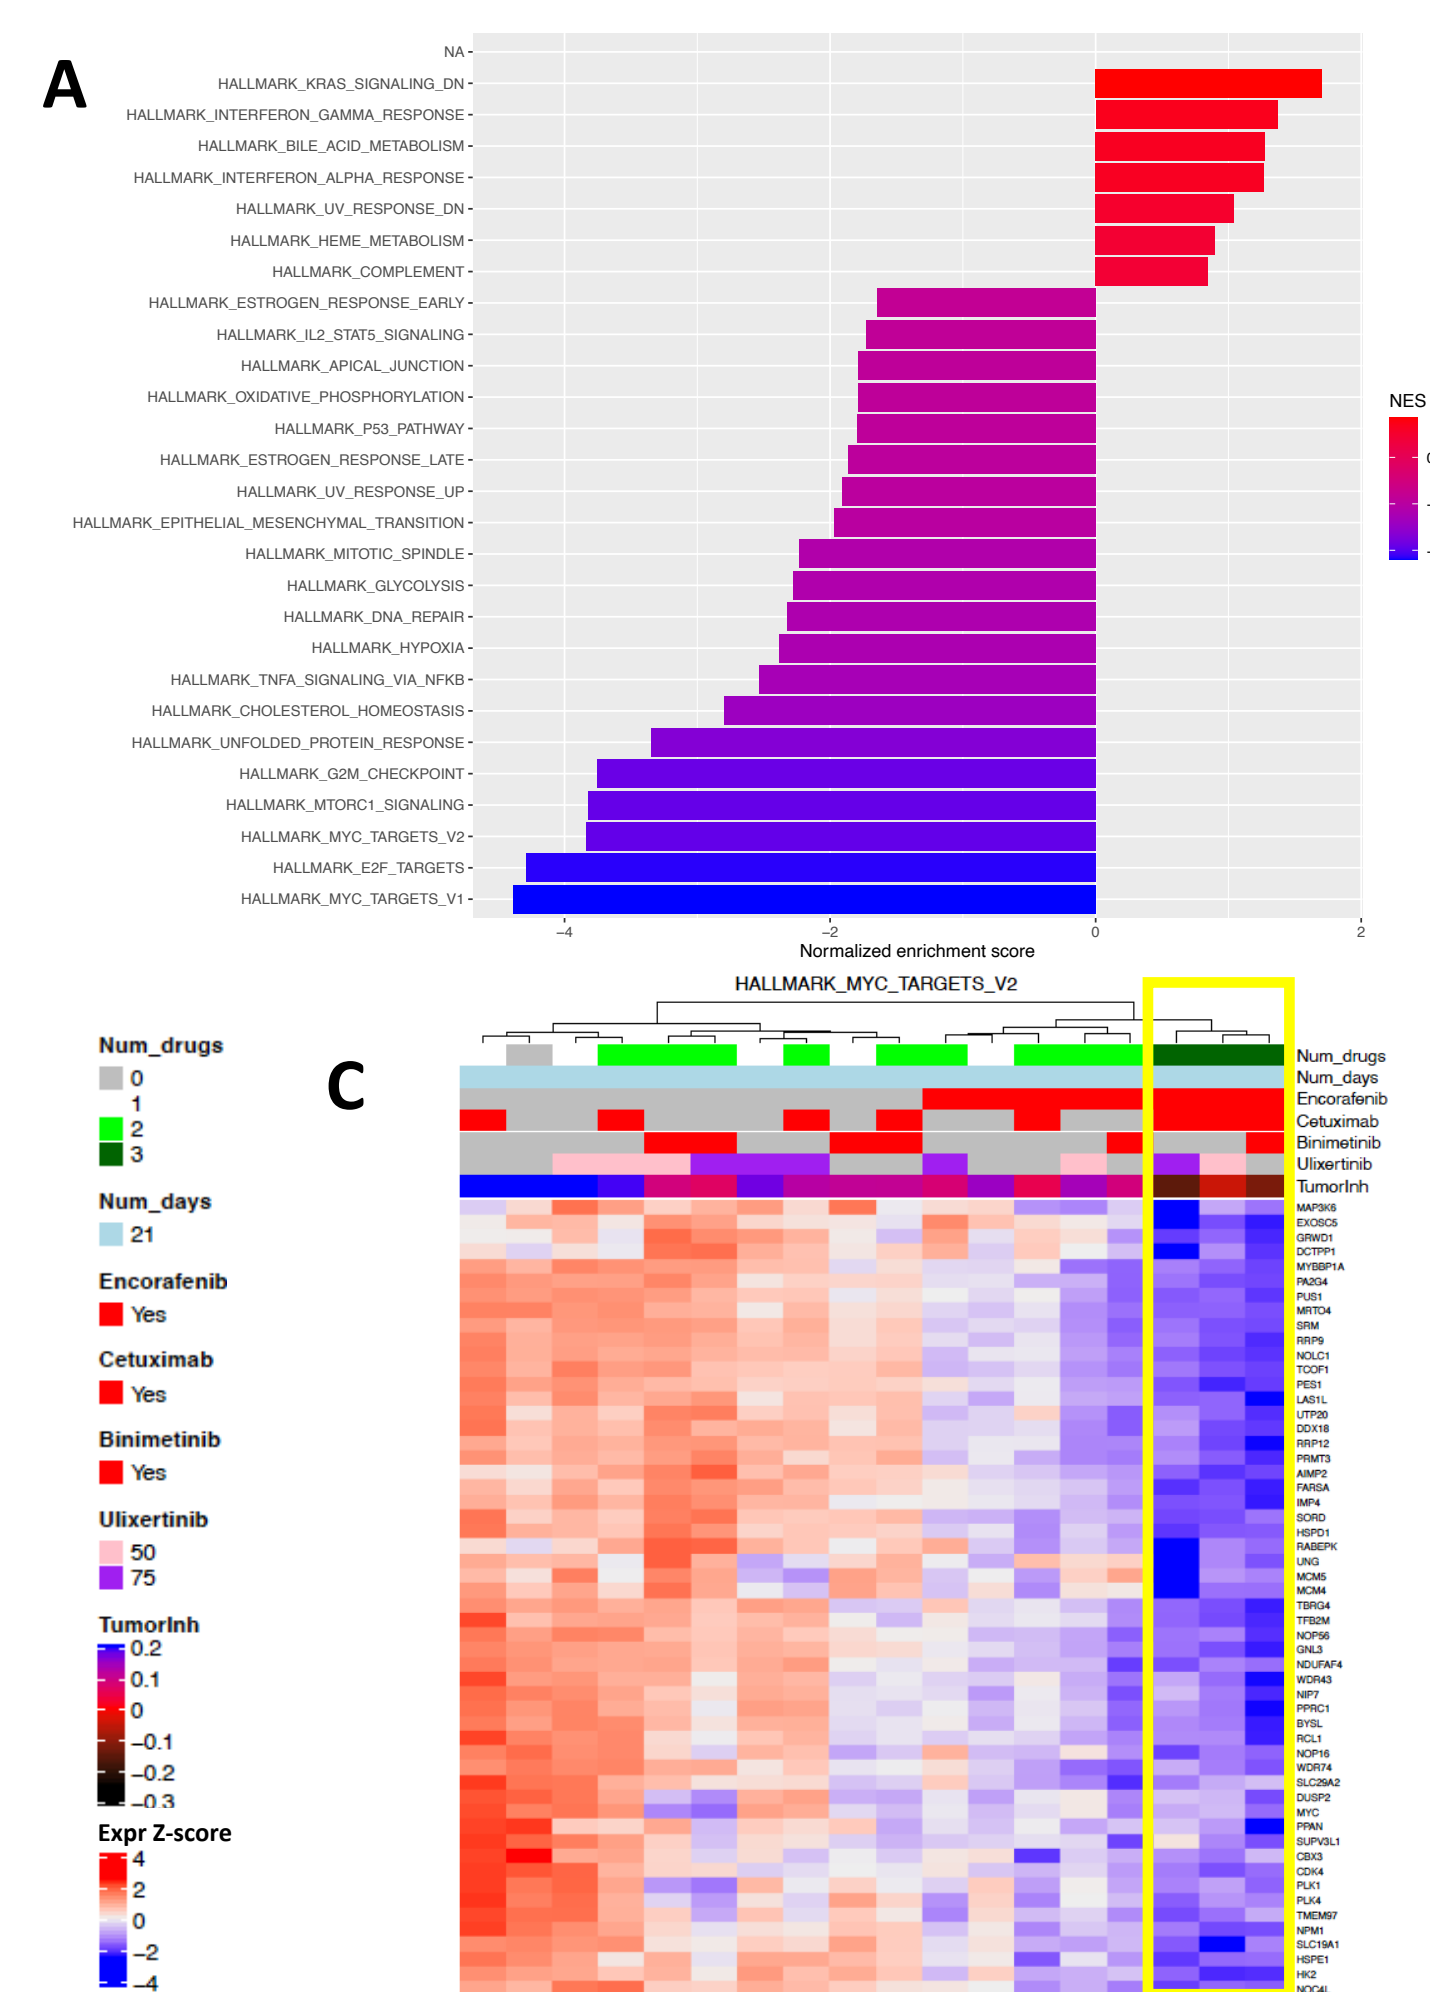 A
NA
HALLMARK_KRAS_SIGNALING_DN
HALLMARK_INTERFERON_GAMMA_RESPONSE
HALLMARK_BILE_ACID_METABOLISM
HALLMARK_INTERFERON_ALPHA_RESPONSE
HALLMARK_UV_RESPONSE_DN
HALLMARK_HEME_METABOLISM
HALLMARK_COMPLEMENT
HALLMARK_ESTROGEN_RESPONSE_EARLY
HALLMARK_IL2_STAT5_SIGNALING
HALLMARK_APICAL_JUNCTION
HALLMARK_OXIDATIVE_PHOSPHORYLATION
HALLMARK_P53_PATHWAY
HALLMARK_ESTROGEN_RESPONSE_LATE
HALLMARK_UV_RESPONSE_UP
HALLMARK_EPITHELIAL_MESENCHYMAL_TRANSITION
HALLMARK_MITOTIC_SPINDLE
HALLMARK_GLYCOLYSIS
HALLMARK_DNA_REPAIR
HALLMARK_HYPOXIA
HALLMARK_TNFA_SIGNALING_VIA_NFKB
HALLMARK_CHOLESTEROL_HOMEOSTASIS
HALLMARK_UNFOLDED_PROTEIN_RESPONSE
HALLMARK_G2M_CHECKPOINT
HALLMARK_MTORC1_SIGNALING
HALLMARK_MYC_TARGETS_V2
HALLMARK_E2F_TARGETS
HALLMARK_MYC_TARGETS_V1
−4 −2 0 2
Normalized enrichment score
NES
C
HALLMARK_MYC_TARGETS_V2
Num_drugs
0
1
2
3
Num_days
21
Encorafenib
Yes
Cetuximab
Yes
Binimetinib
Yes
Ulixertinib
50
75
TumorInh
0.2
0.1
0
−0.1
−0.2
−0.3
Expr Z-score
4
2
0
−2
−4
Num_drugs
Num_days
Encorafenib
Cetuximab
Binimetinib
Ulixertinib
TumorInh
MAP3K6
EXOSC5
GRWD1
DCTPP1
MYBBP1A
PA2G4
PUS1
MRTO4
SRM
RRP9
NOLC1
TCOF1
PES1
LAS1L
UTP20
DDX18
RRP12
PRMT3
AIMP2
FARSA
IMP4
SORD
HSPD1
RABEPK
UNG
MCM5
MCM4
TBRG4
TFB2M
NOP56
GNL3
NDUFAF4
WDR43
NIP7
PPRC1
BYSL
RCL1
NOP16
WDR74
SLC29A2
DUSP2
MYC
PPAN
SUPV3L1
CBX3
CDK4
PLK1
PLK4
TMEM97
NPM1
SLC19A1
HSPE1
HK2
NOC4L